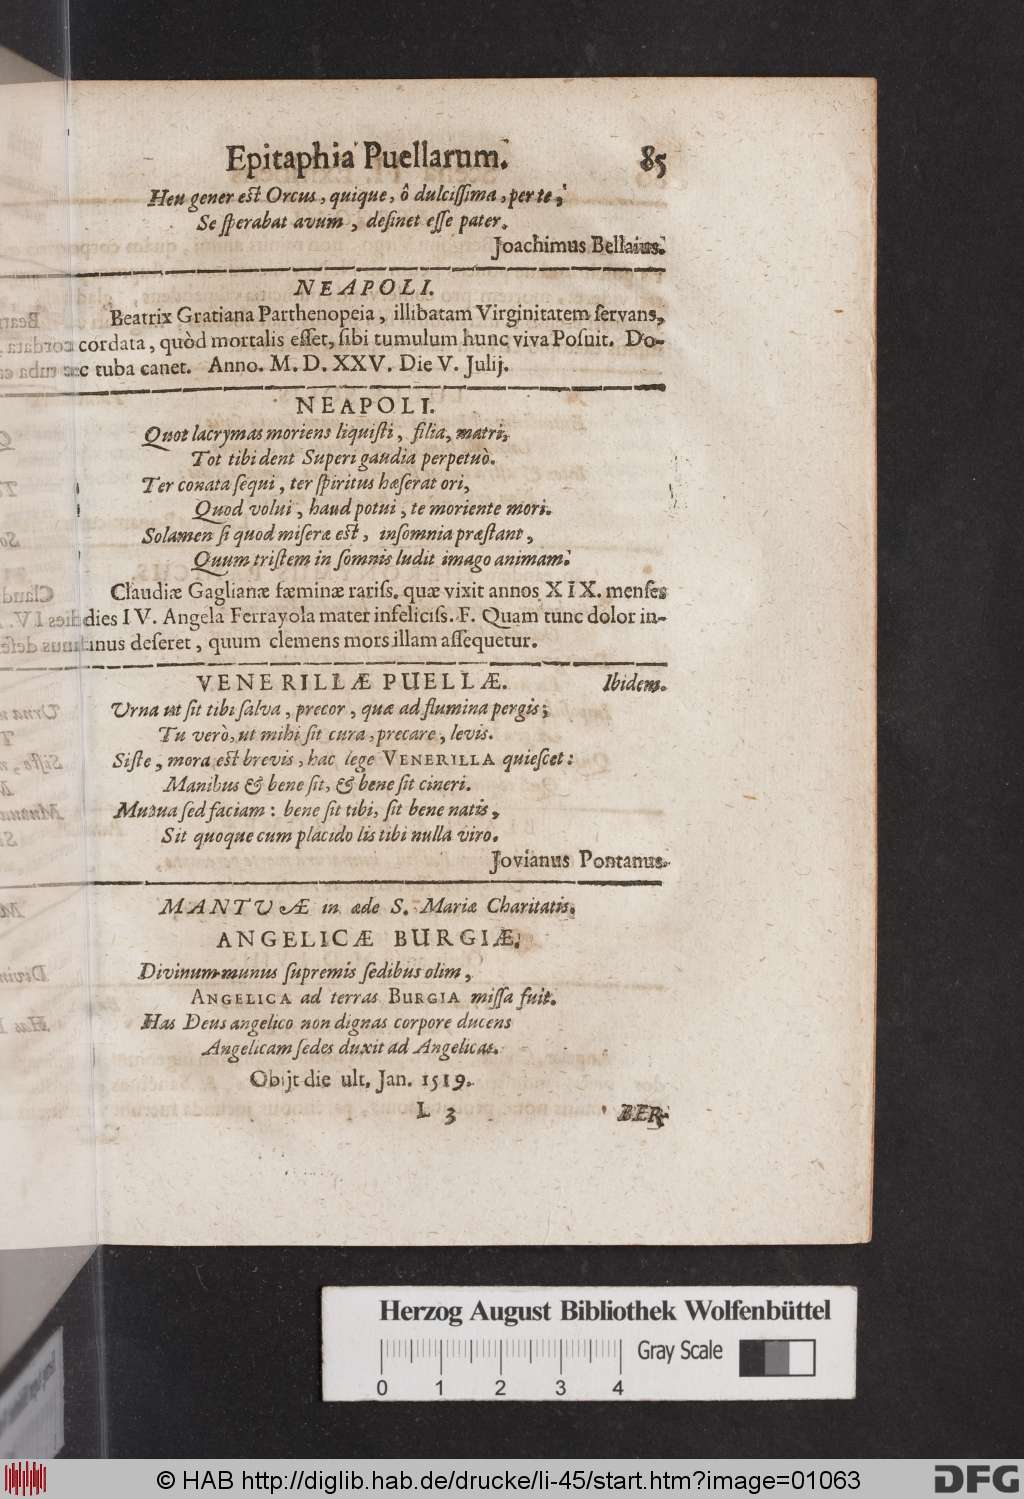 Epitaphia Puellarum. 85
Heu gener est Orcus, quique, ô dulcissima, per te,
Se sperabat avum, desinet esse pater.
Joachimus Bellaius.
NEAPOLI.
Beatrix Gratiana Parthenopeia, illibatam Virginitatem servans,
cordata, quòd mortalis esset, sibi tumulum hunc viva Posuit. Do-
c tuba canet. Anno. M. D. XXV. Die V. Julij.
NEAPOLI.
Quot lacrymas moriens liquisti, filia, matri,
Tot tibi dent Superi gaudia perpetuò.
Ter conata sequi, ter spiritus hæserat ori,
Quod volui, haud potui, te moriente mori.
Solamen si quod miseræ est, insomnia præstant,
Quum tristem in somnis ludit imago animam.
Claudiæ Gaglianæ fæminæ rariss. quæ vixit annos XIX. menses
dies IV. Angela Ferrayola mater infeliciss. F. Quam tunc dolor in-
tinus deseret, quum clemens mors illam assequetur.
VENERILLÆ PUELLÆ. Ibidem.
Urna ut sit tibi salva, precor, quæ ad flumina pergis;
Tu verò, ut mihi sit cura, precare, levis.
Siste, mora est brevis, hac lege VENERILLA quiescet:
Manibus & bene sit, & bene sit cineri.
Mutua sed faciam: bene sit tibi, sit bene natis,
Sit quoque cum placido lis tibi nulla viro.
Jovianus Pontanus.
MANTUÆ in æde S. Mariæ Charitatis.
ANGELICÆ BURGIÆ.
Divinum munus supremis sedibus olim,
ANGELICA ad terras BURGIA missa fuit.
Has Deus angelico non dignas corpore ducens
Angelicam sedes duxit ad Angelicas.
Obijt die ult. Jan. 1519.
L 3 BER-
Herzog August Bibliothek Wolfenbüttel
Gray Scale
0 1 2 3 4
© HAB http://diglib.hab.de/drucke/li-45/start.htm?image=01063
DFG